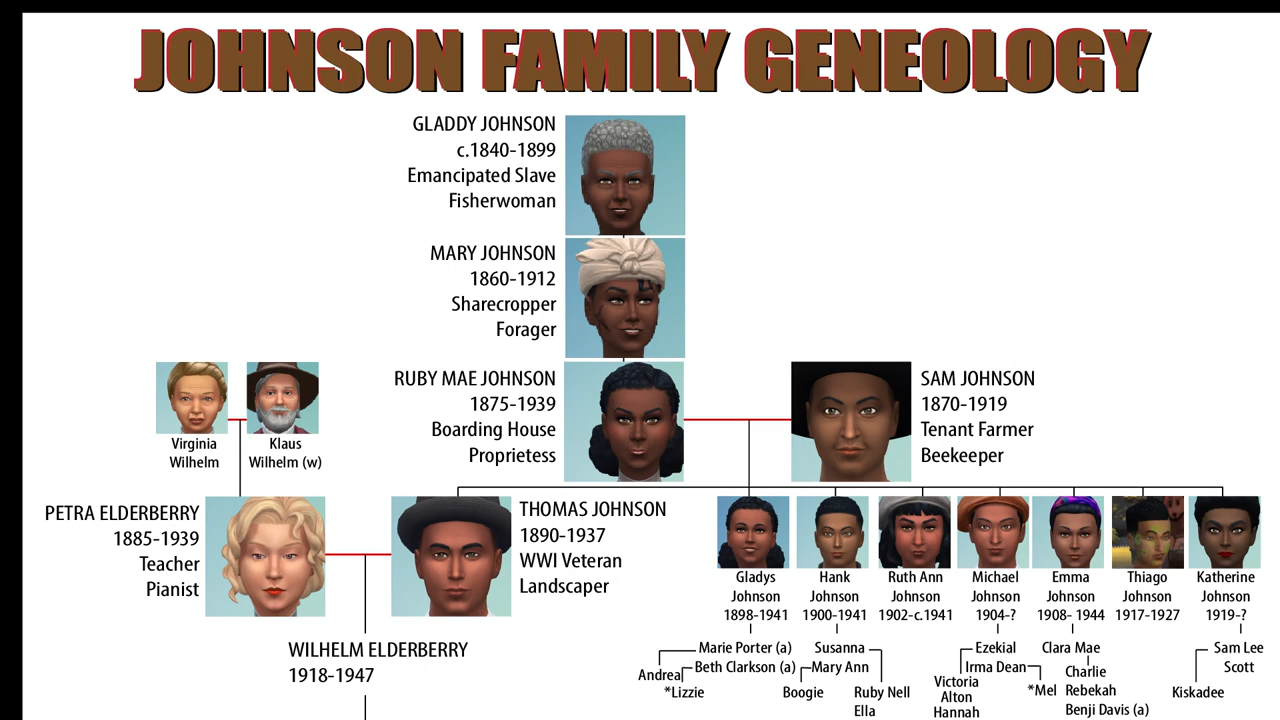 JOHNSON FAMILY GENEOLOGY
GLADDY JOHNSON
c.1840-1899
Emancipated Slave
Fisherwoman
MARY JOHNSON
1860-1912
Sharecropper
Forager
RUBY MAE JOHNSON
1875-1939
Boarding House
Proprietess
SAM JOHNSON
1870-1919
Tenant Farmer
Beekeeper
Virginia
Wilhelm
Klaus
Wilhelm (w)
PETRA ELDERBERRY
1885-1939
Teacher
Pianist
THOMAS JOHNSON
1890-1937
WWI Veteran
Landscaper
Gladys
Johnson
1898-1941
Hank
Johnson
1900-1941
Ruth Ann
Johnson
1902-c.1941
Michael
Johnson
1904-?
Emma
Johnson
1908- 1944
Thiago
Johnson
1917-1927
Katherine
Johnson
1919-?
WILHELM ELDERBERRY
1918-1947
Marie Porter (a)
Beth Clarkson (a)
Andrea
*Lizzie
Susanna
Mary Ann
Boogie
Ruby Nell
Ella
Ezekial
Irma Dean
Victoria
Alton
Hannah
*Mel
Clara Mae
Charlie
Rebekah
Benji Davis (a)
Sam Lee
Scott
Kiskadee